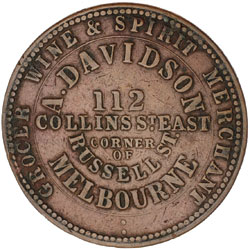 GROCER WINE & SPIRIT MERCHANT
A. DAVIDSON
112
COLLINS ST. EAST
CORNER
OF
RUSSELL ST.
MELBOURNE